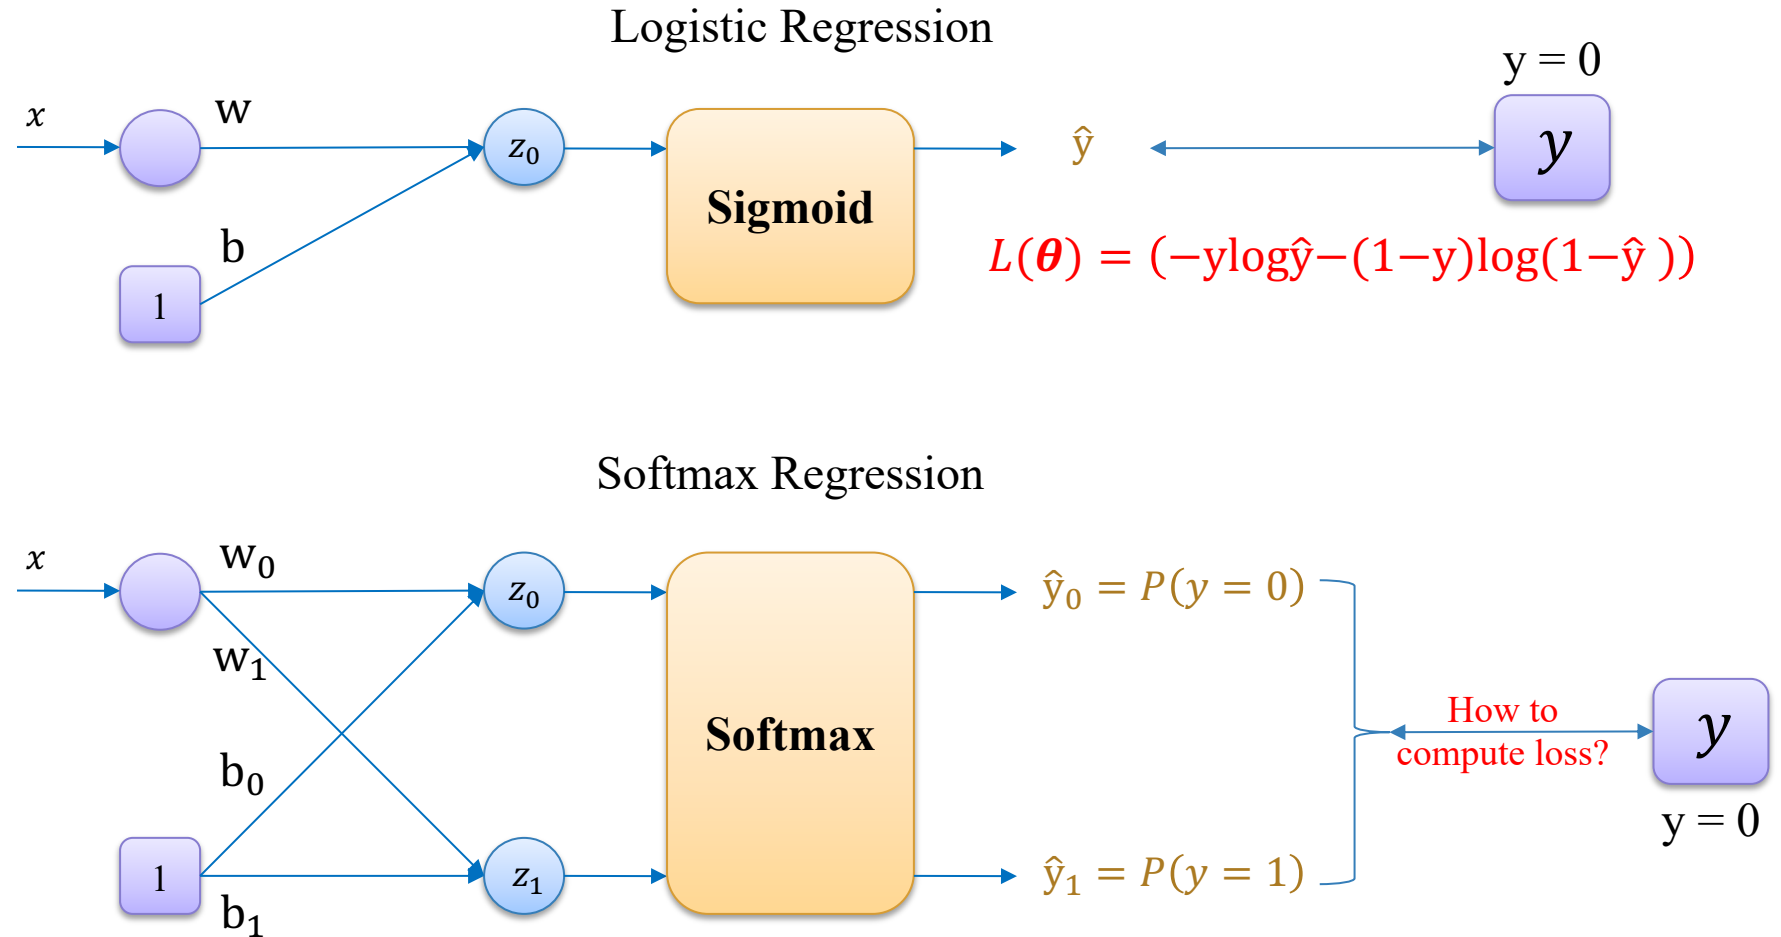 Logistic Regression
y = 0
x
w
z₀
ŷ
y
Sigmoid
b
L(θ) = (−ylogŷ−(1−y)log(1−ŷ ))
1
Softmax Regression
x
w₀
z₀
ŷ₀ = P(y = 0)
w₁
How to
compute loss?
y
Softmax
b₀
y = 0
1
z₁
ŷ₁ = P(y = 1)
b₁